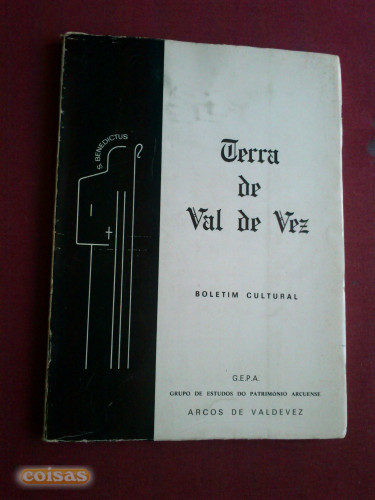 S. BENEDICTUS
Terra
de
Val de Vez
BOLETIM CULTURAL
G.E.P.A.
GRUPO DE ESTUDOS DO PATRIMONIO ARCUENSE
ARCOS DE VALDEVEZ
coisas